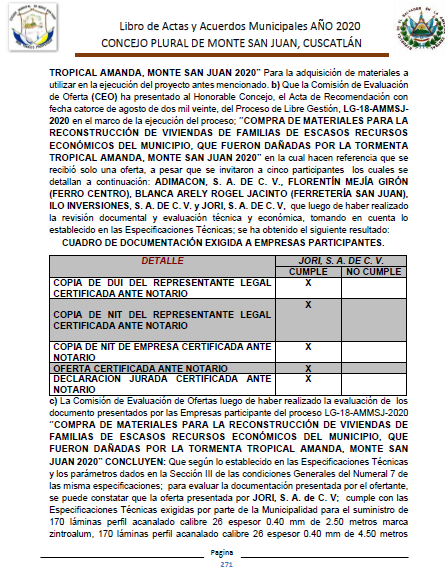 Libro de Actas y Acuerdos Municipales AÑO 2020
CONCEJO PLURAL DE MONTE SAN JUAN, CUSCATLÁN
TROPICAL AMANDA, MONTE SAN JUAN 2020” Para la adquisición de materiales a
utilizar en la ejecución del proyecto antes mencionado. b) Que la Comisión de Evaluación
de Oferta (CEO) ha presentado al Honorable Concejo, el Acta de Recomendación con
fecha catorce de agosto de dos mil veinte, del Proceso de Libre Gestión, LG-18-AMMSJ-
2020 en el marco de la ejecución del proceso; “COMPRA DE MATERIALES PARA LA
RECONSTRUCCIÓN DE VIVIENDAS DE FAMILIAS DE ESCASOS RECURSOS
ECONÓMICOS DEL MUNICIPIO, QUE FUERON DAÑADAS POR LA TORMENTA
TROPICAL AMANDA, MONTE SAN JUAN 2020” en la cual hacen referencia que se
recibió solo una oferta, a pesar que se invitaron a cinco participantes los cuales se
detallan a continuación: ADIMACON, S. A. DE C. V., FLORENTÍN MEJÍA GIRÓN
(FERRO CENTRO), BLANCA ARELY ROGEL JACINTO (FERRETERÍA SAN JUAN),
ILO INVERSIONES, S. A. DE C. V. y JORI, S. A. DE C. V, que luego de haber realizado
la revisión documental y evaluación técnica y económica, tomando en cuenta lo
establecido en las Especificaciones Técnicas; se ha obtenido el siguiente resultado:
CUADRO DE DOCUMENTACIÓN EXIGIDA A EMPRESAS PARTICIPANTES.
DETALLE JORI, S. A. DE C. V.
CUMPLE NO CUMPLE
COPIA DE DUI DEL REPRESENTANTE LEGAL X
CERTIFICADA ANTE NOTARIO
X
COPIA DE NIT DEL REPRESENTANTE LEGAL
CERTIFICADA ANTE NOTARIO
COPIA DE NIT DE EMPRESA CERTIFICADA ANTE X
NOTARIO
OFERTA CERTIFICADA ANTE NOTARIO X
DECLARACION JURADA CERTIFICADA ANTE X
NOTARIO
c) La Comisión de Evaluación de Ofertas luego de haber realizado la evaluación de los
documento presentados por las Empresas participante del proceso LG-18-AMMSJ-2020
“COMPRA DE MATERIALES PARA LA RECONSTRUCCIÓN DE VIVIENDAS DE
FAMILIAS DE ESCASOS RECURSOS ECONÓMICOS DEL MUNICIPIO, QUE
FUERON DAÑADAS POR LA TORMENTA TROPICAL AMANDA, MONTE SAN
JUAN 2020” CONCLUYEN: Que según lo establecido en las Especificaciones Técnicas
y los parámetros dados en la Sección III de las condiciones Generales del Numeral 7 de
las misma especificaciones; para evaluar la documentación presentada por el ofertante,
se puede constatar que la oferta presentada por JORI, S. A. de C. V; cumple con las
Especificaciones Técnicas exigidas por parte de la Municipalidad para el suministro de
170 láminas perfil acanalado calibre 26 espesor 0.40 mm de 2.50 metros marca
zintroalum, 170 láminas perfil acanalado calibre 26 espesor 0.40 mm de 4.50 metros
Pagina
271